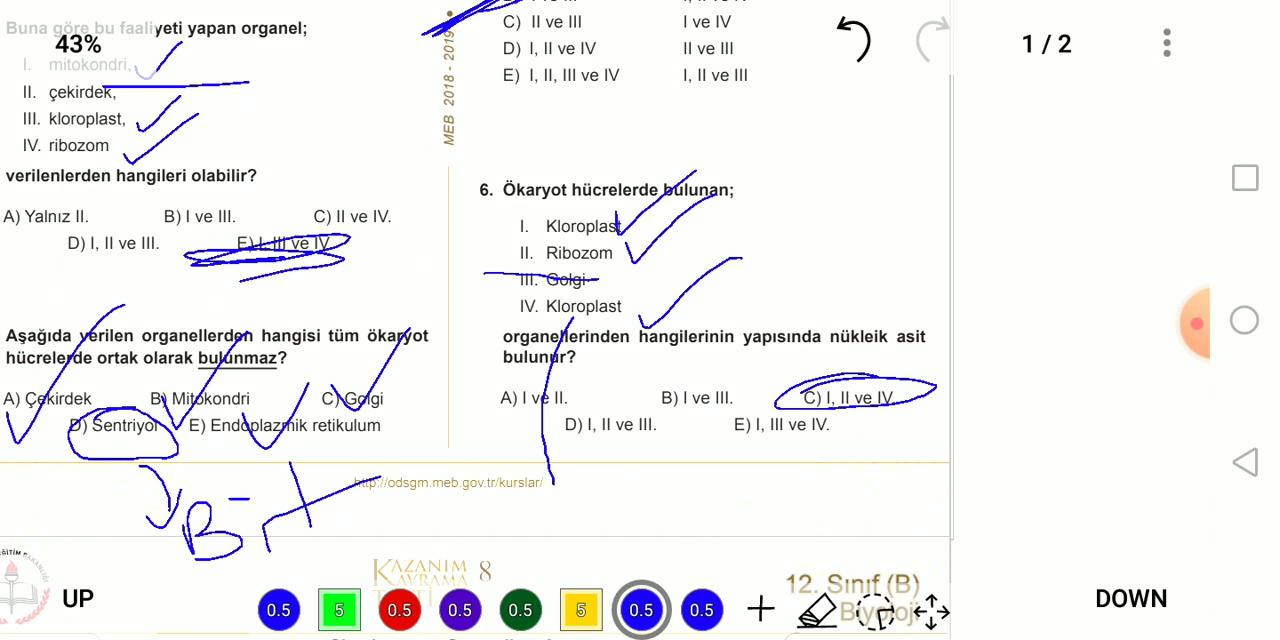 Buna göre bu faaliyeti yapan organel;
43%
I. mitokondri,
II. çekirdek,
III. kloroplast,
IV. ribozom
verilenlerden hangileri olabilir?
A) Yalnız II. B) I ve III. C) II ve IV.
D) I, II ve III. E) I, III ve IV
Aşağıda verilen organellerden hangisi tüm ökaryot
hücrelerde ortak olarak bulunmaz?
A) Çekirdek B) Mitokondri C) Golgi
D) Sentriyol E) Endoplazmik retikulum
MEB 2018 - 2019
C) II ve III I ve IV
D) I, II ve IV II ve III
E) I, II, III ve IV I, II ve III
6. Ökaryot hücrelerde bulunan;
I. Kloroplast
II. Ribozom
III. Golgi
IV. Kloroplast
organellerinden hangilerinin yapısında nükleik asit
bulunur?
A) I ve II. B) I ve III. C) I, II ve IV.
D) I, II ve III. E) I, III ve IV.
http://odsgm.meb.gov.tr/kurslar/
KAZANIM
KAVRAMA
8
12. Sınıf (B)
Biyoloji
UP
0.5 5 0.5 0.5 0.5 5 0.5 0.5
1 / 2
DOWN